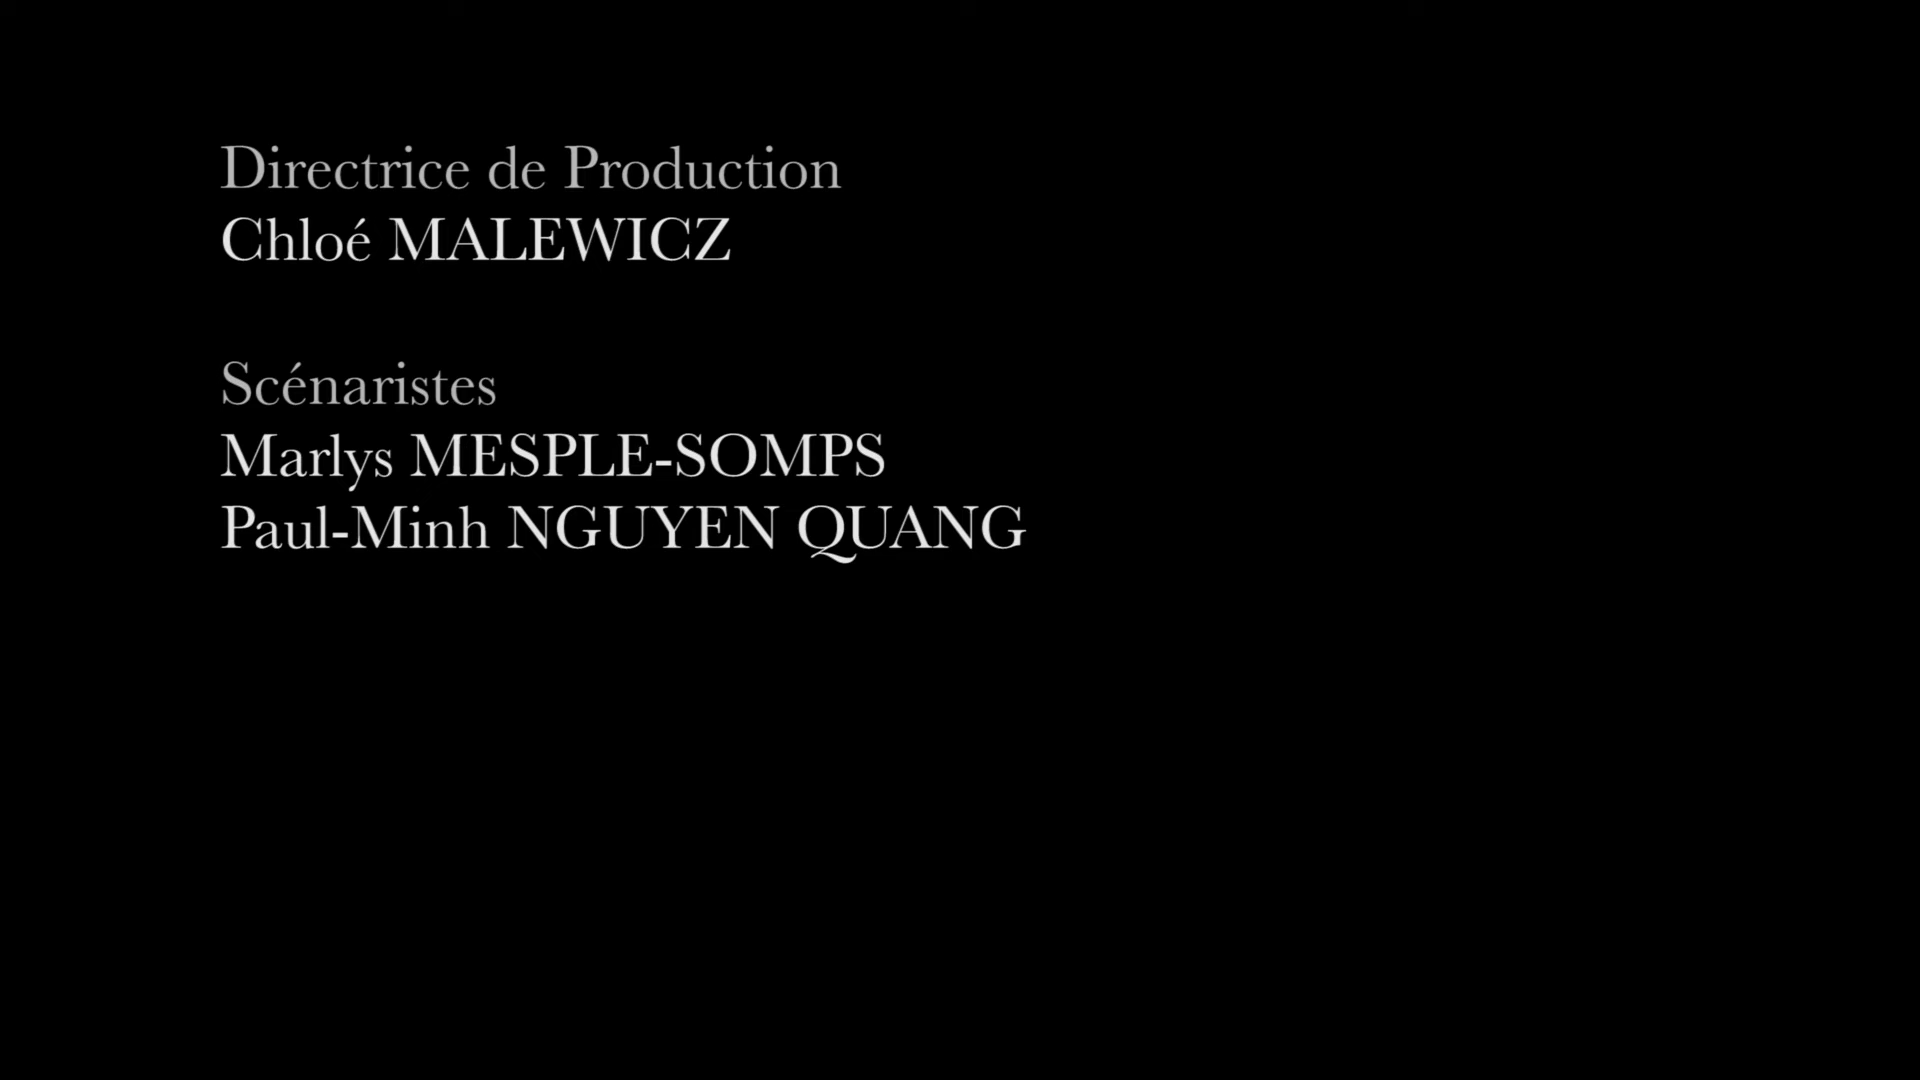 Directrice de Production
Chloé MALEWICZ
Scénaristes
Marlys MESPLE-SOMPS
Paul-Minh NGUYEN QUANG